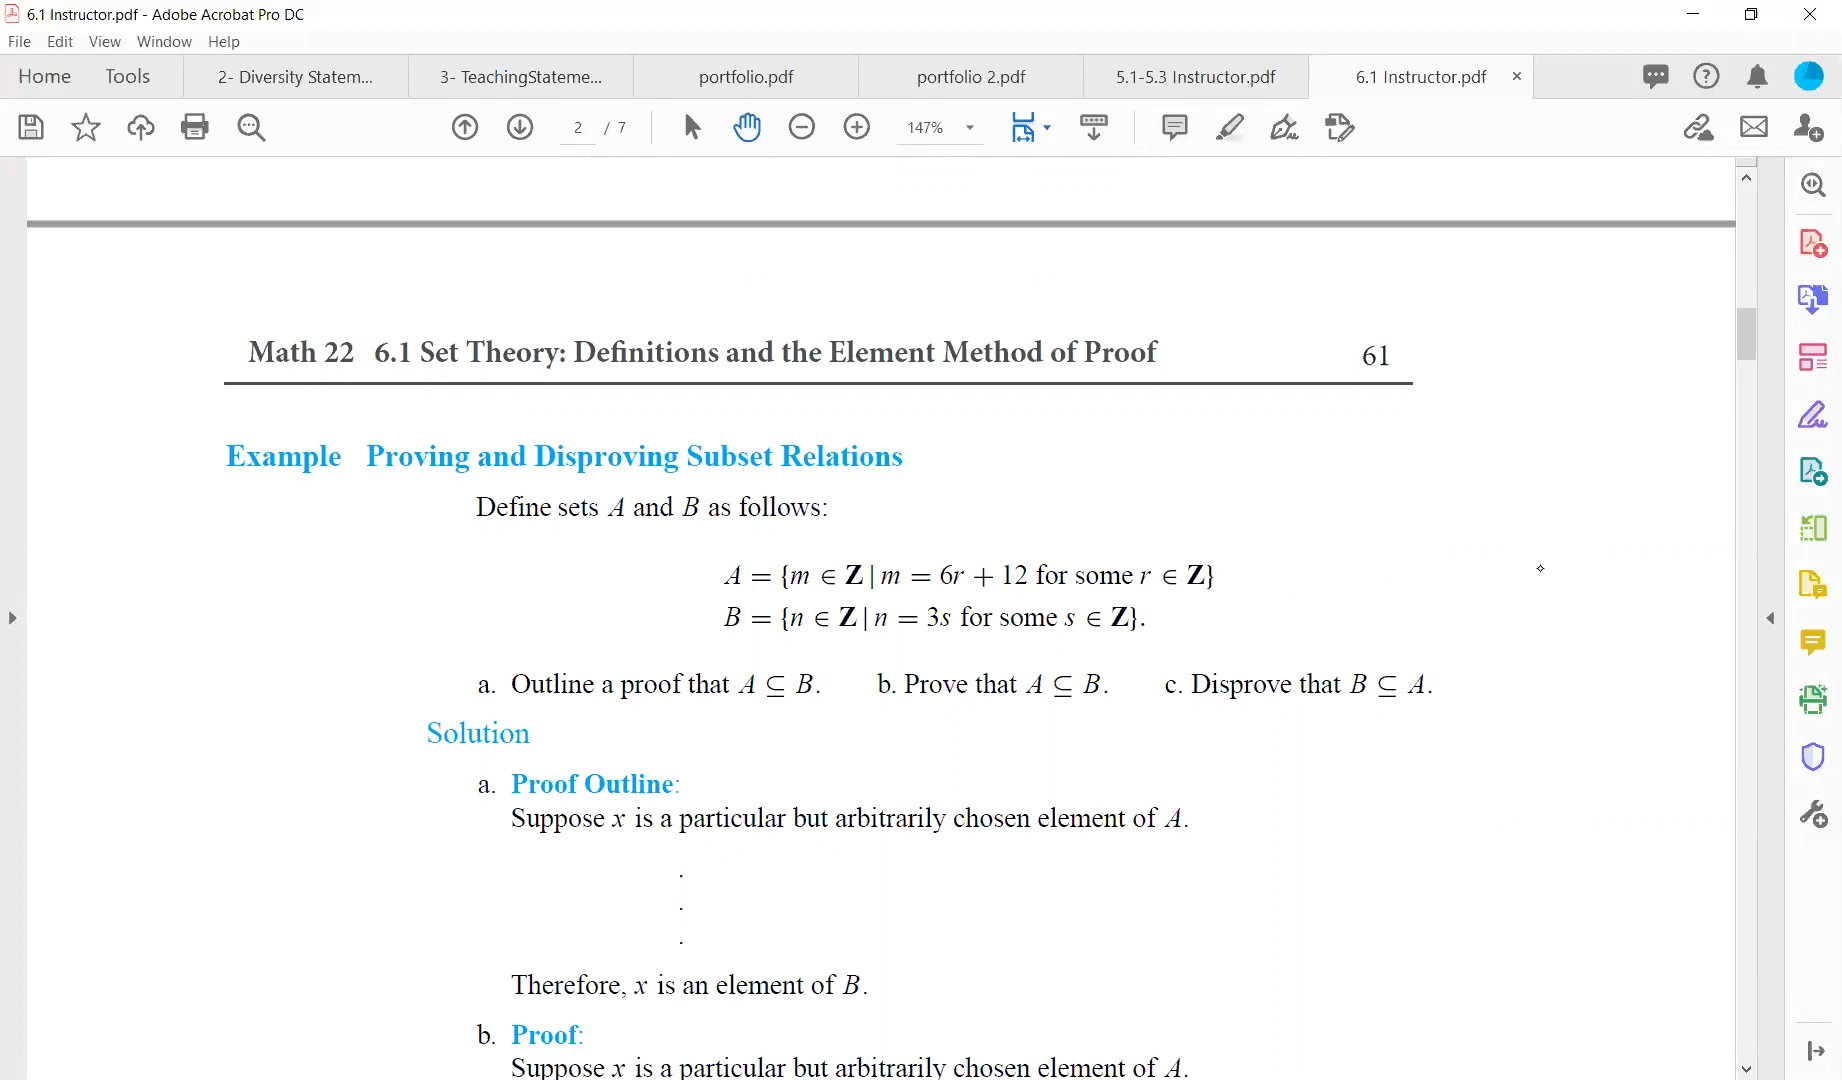 6.1 Instructor.pdf - Adobe Acrobat Pro DC
File Edit View Window Help
Home Tools 2- Diversity Statem... 3- TeachingStateme... portfolio.pdf portfolio 2.pdf 5.1-5.3 Instructor.pdf 6.1 Instructor.pdf ×
2 / 7 147%
Math 22 6.1 Set Theory: Definitions and the Element Method of Proof 61
Example Proving and Disproving Subset Relations
Define sets A and B as follows:
A = {m ∈ Z | m = 6r + 12 for some r ∈ Z}
B = {n ∈ Z | n = 3s for some s ∈ Z}.
a. Outline a proof that A ⊆ B. b. Prove that A ⊆ B. c. Disprove that B ⊆ A.
Solution
a. Proof Outline:
Suppose x is a particular but arbitrarily chosen element of A.
.
.
.
Therefore, x is an element of B.
b. Proof:
Suppose x is a particular but arbitrarily chosen element of A.